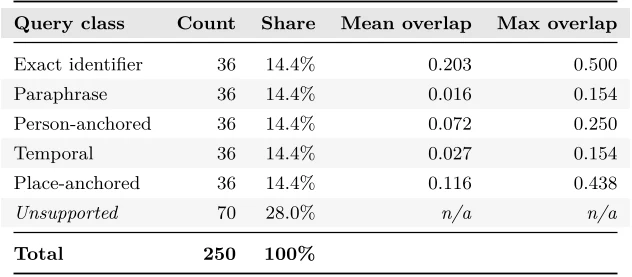 Query class Count Share Mean overlap Max overlap
Exact identifier 36 14.4% 0.203 0.500
Paraphrase 36 14.4% 0.016 0.154
Person-anchored 36 14.4% 0.072 0.250
Temporal 36 14.4% 0.027 0.154
Place-anchored 36 14.4% 0.116 0.438
Unsupported 70 28.0% n/a n/a
Total 250 100%